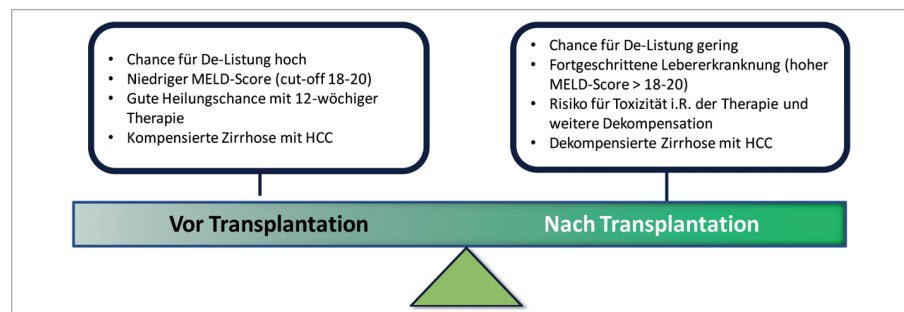 • Chance für De-Listung hoch
• Niedriger MELD-Score (cut-off 18-20)
• Gute Heilungschance mit 12-wöchiger
Therapie
• Kompensierte Zirrhose mit HCC
• Chance für De-Listung gering
• Fortgeschrittene Lebererkranknung (hoher
MELD-Score > 18-20)
• Risiko für Toxizität i.R. der Therapie und
weitere Dekompensation
• Dekompensierte Zirrhose mit HCC
Vor Transplantation
Nach Transplantation